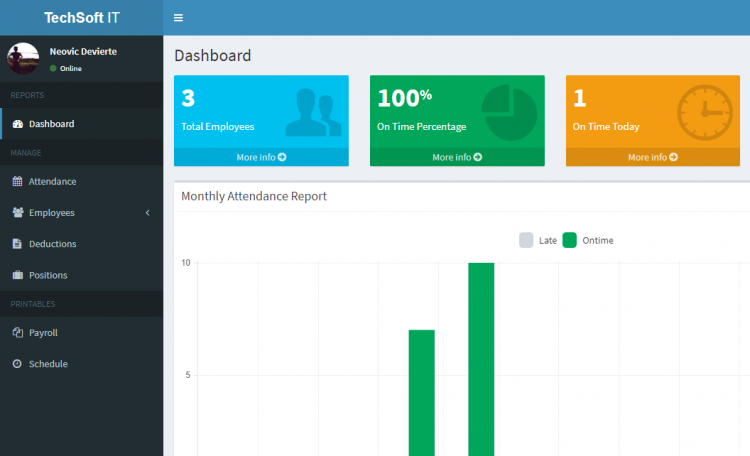 TechSoft IT
Neovic Devierte
Online
REPORTS
Dashboard
MANAGE
Attendance
Employees
Deductions
Positions
PRINTABLES
Payroll
Schedule
Dashboard
3
Total Employees
More info
100%
On Time Percentage
More info
1
On Time Today
More info
Monthly Attendance Report
Late
Ontime
10
5